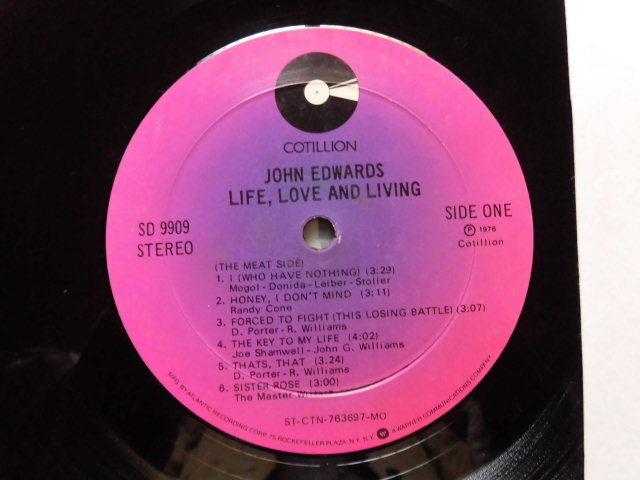 COTILLION
JOHN EDWARDS
LIFE, LOVE AND LIVING
SD 9909
STEREO
SIDE ONE
Ⓟ 1976
Cotillion
(THE MEAT SIDE)
1. I (WHO HAVE NOTHING) (3:29)
Mogol - Donida - Leiber - Stoller
2. HONEY, I DON'T MIND (3:11)
Randy Cone
3. FORCED TO FIGHT (THIS LOSING BATTLE) (3:07)
D. Porter - R. Williams
4. THE KEY TO MY LIFE (4:02)
Joe Shamwell - John G. Williams
5. THATS, THAT (3:24)
D. Porter - R. Williams
6. SISTER ROSE (3:00)
The Master Writers
ST-CTN-763697-MO
MFG. BY ATLANTIC RECORDING CORP. 75 ROCKEFELLER PLAZA, N.Y. N.Y. W A WARNER COMMUNICATIONS COMPANY